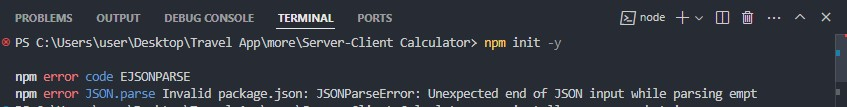 PROBLEMS OUTPUT DEBUG CONSOLE TERMINAL PORTS node
PS C:\Users\user\Desktop\Travel App\more\Server-Client Calculator> npm init -y
npm error code EJSONPARSE
npm error JSON.parse Invalid package.json: JSONParseError: Unexpected end of JSON input while parsing empt